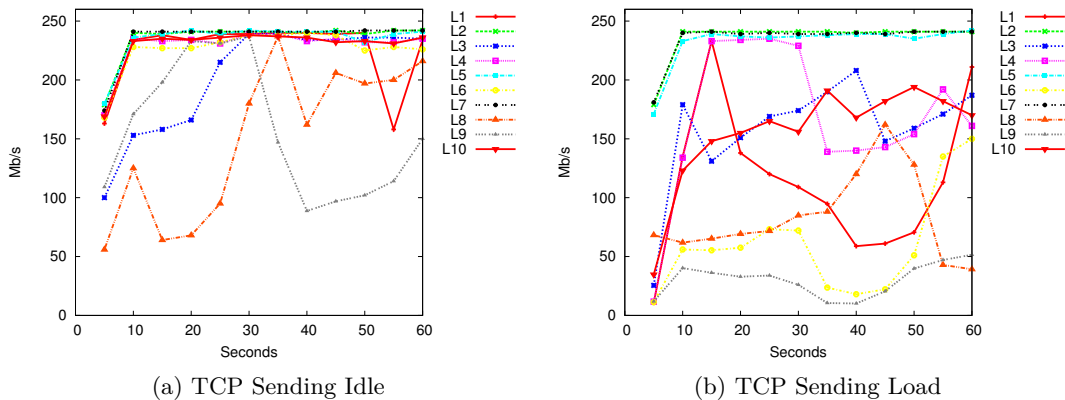 250
200
150
100
50
0
Mb/s
0 10 20 30 40 50 60
Seconds
L1
L2
L3
L4
L5
L6
L7
L8
L9
L10
(a) TCP Sending Idle
250
200
150
100
50
0
Mb/s
0 10 20 30 40 50 60
Seconds
L1
L2
L3
L4
L5
L6
L7
L8
L9
L10
(b) TCP Sending Load